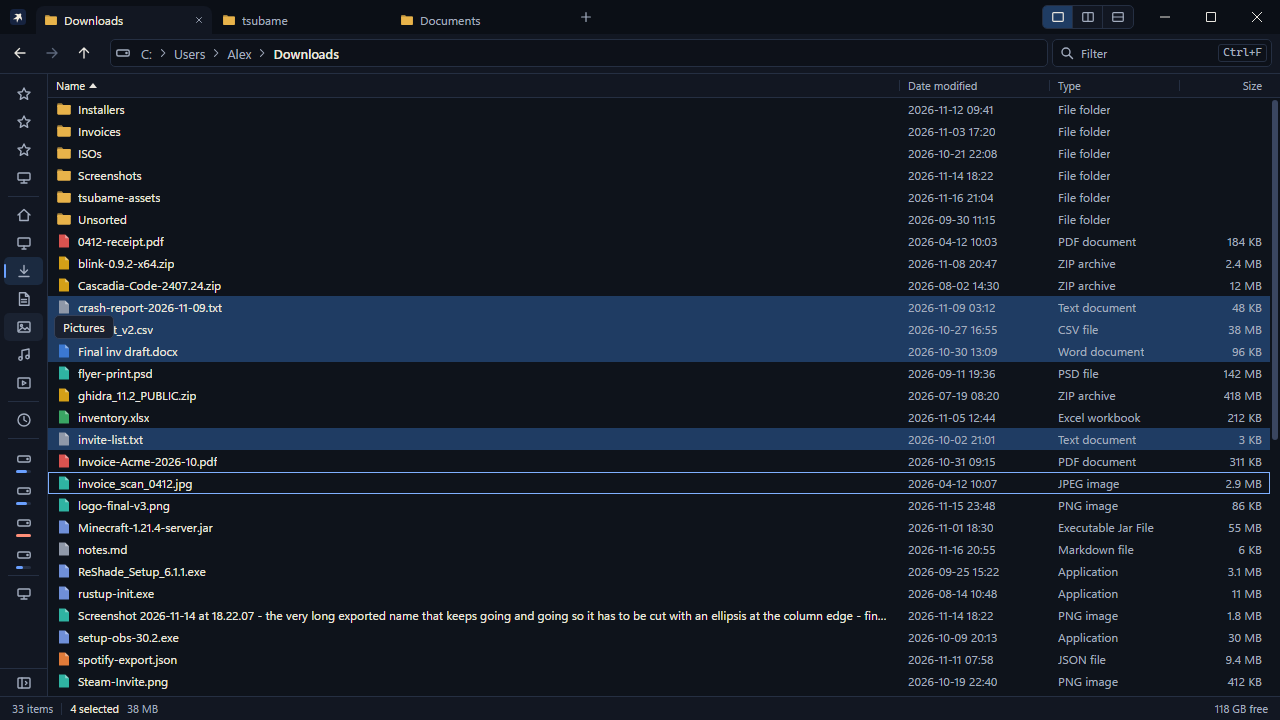 Downloads
tsubame
Documents
C: Users Alex Downloads
Filter Ctrl+F
Name Date modified Type Size
Installers 2026-11-12 09:41 File folder
Invoices 2026-11-03 17:20 File folder
ISOs 2026-10-21 22:08 File folder
Screenshots 2026-11-14 18:22 File folder
tsubame-assets 2026-11-16 21:04 File folder
Unsorted 2026-09-30 11:15 File folder
0412-receipt.pdf 2026-04-12 10:03 PDF document 184 KB
blink-0.9.2-x64.zip 2026-11-08 20:47 ZIP archive 2.4 MB
Cascadia-Code-2407.24.zip 2026-08-02 14:30 ZIP archive 12 MB
crash-report-2026-11-09.txt 2026-11-09 03:12 Text document 48 KB
Pictures t_v2.csv 2026-10-27 16:55 CSV file 38 MB
Final inv draft.docx 2026-10-30 13:09 Word document 96 KB
flyer-print.psd 2026-09-11 19:36 PSD file 142 MB
ghidra_11.2_PUBLIC.zip 2026-07-19 08:20 ZIP archive 418 MB
inventory.xlsx 2026-11-05 12:44 Excel workbook 212 KB
invite-list.txt 2026-10-02 21:01 Text document 3 KB
Invoice-Acme-2026-10.pdf 2026-10-31 09:15 PDF document 311 KB
invoice_scan_0412.jpg 2026-04-12 10:07 JPEG image 2.9 MB
logo-final-v3.png 2026-11-15 23:48 PNG image 86 KB
Minecraft-1.21.4-server.jar 2026-11-01 18:30 Executable Jar File 55 MB
notes.md 2026-11-16 20:55 Markdown file 6 KB
ReShade_Setup_6.1.1.exe 2026-09-25 15:22 Application 3.1 MB
rustup-init.exe 2026-08-14 10:48 Application 11 MB
Screenshot 2026-11-14 at 18.22.07 - the very long exported name that keeps going and going so it has to be cut with an ellipsis at the column edge - fin... 2026-11-14 18:22 PNG image 1.8 MB
setup-obs-30.2.exe 2026-10-09 20:13 Application 30 MB
spotify-export.json 2026-11-11 07:58 JSON file 9.4 MB
Steam-Invite.png 2026-10-19 22:40 PNG image 412 KB
33 items 4 selected 38 MB 118 GB free